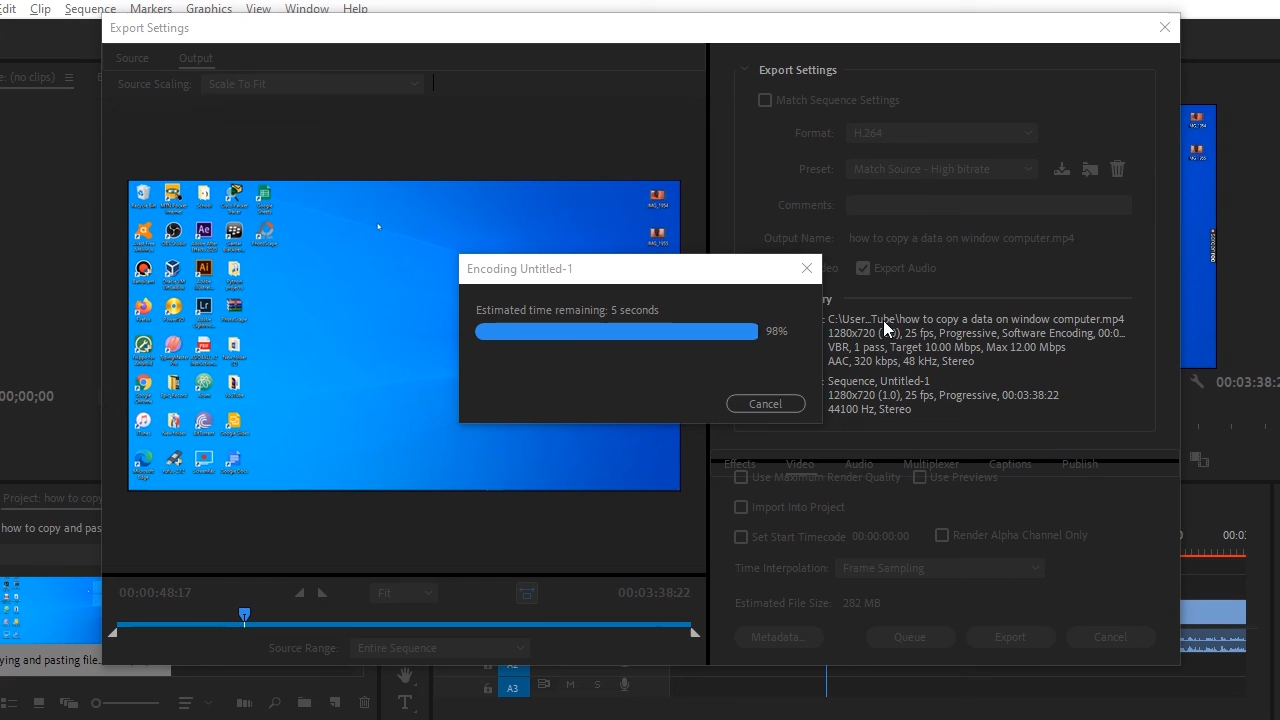 Edit Clip Sequence Markers Graphics View Window Help
Export Settings
e: (no clips)
Source Output
Source Scaling: Scale To Fit
Export Settings
Match Sequence Settings
Format: H.264
Preset: Match Source - High bitrate
Comments:
Output Name: how to copy a data on window computer.mp4
Export Audio
Encoding Untitled-1
Estimated time remaining: 5 seconds
98%
Cancel
C:\User...Tube\how to copy a data on window computer.mp4
25 fps, Progressive, Software Encoding, 00:0...
VBR, 1 pass, Target 10.00 Mbps, Max 12.00 Mbps
AAC, 320 kbps, 48 kHz, Stereo
Sequence, Untitled-1
1280x720 (1.0), 25 fps, Progressive, 00:03:38:22
44100 Hz, Stereo
Effects Video Audio Multiplexer Captions Publish
Use Maximum Render Quality Use Previews
Import Into Project
Set Start Timecode 00:00:00:00 Render Alpha Channel Only
Time Interpolation: Frame Sampling
Estimated File Size: 282 MB
Metadata... Queue Export Cancel
00:00:48:17 Fit 00:03:38:22
Source Range: Entire Sequence
00;00;00
00:03:38:2
Project: how to copy
how to copy and pas
ying and pasting file...
00:0
A2
A3 M S